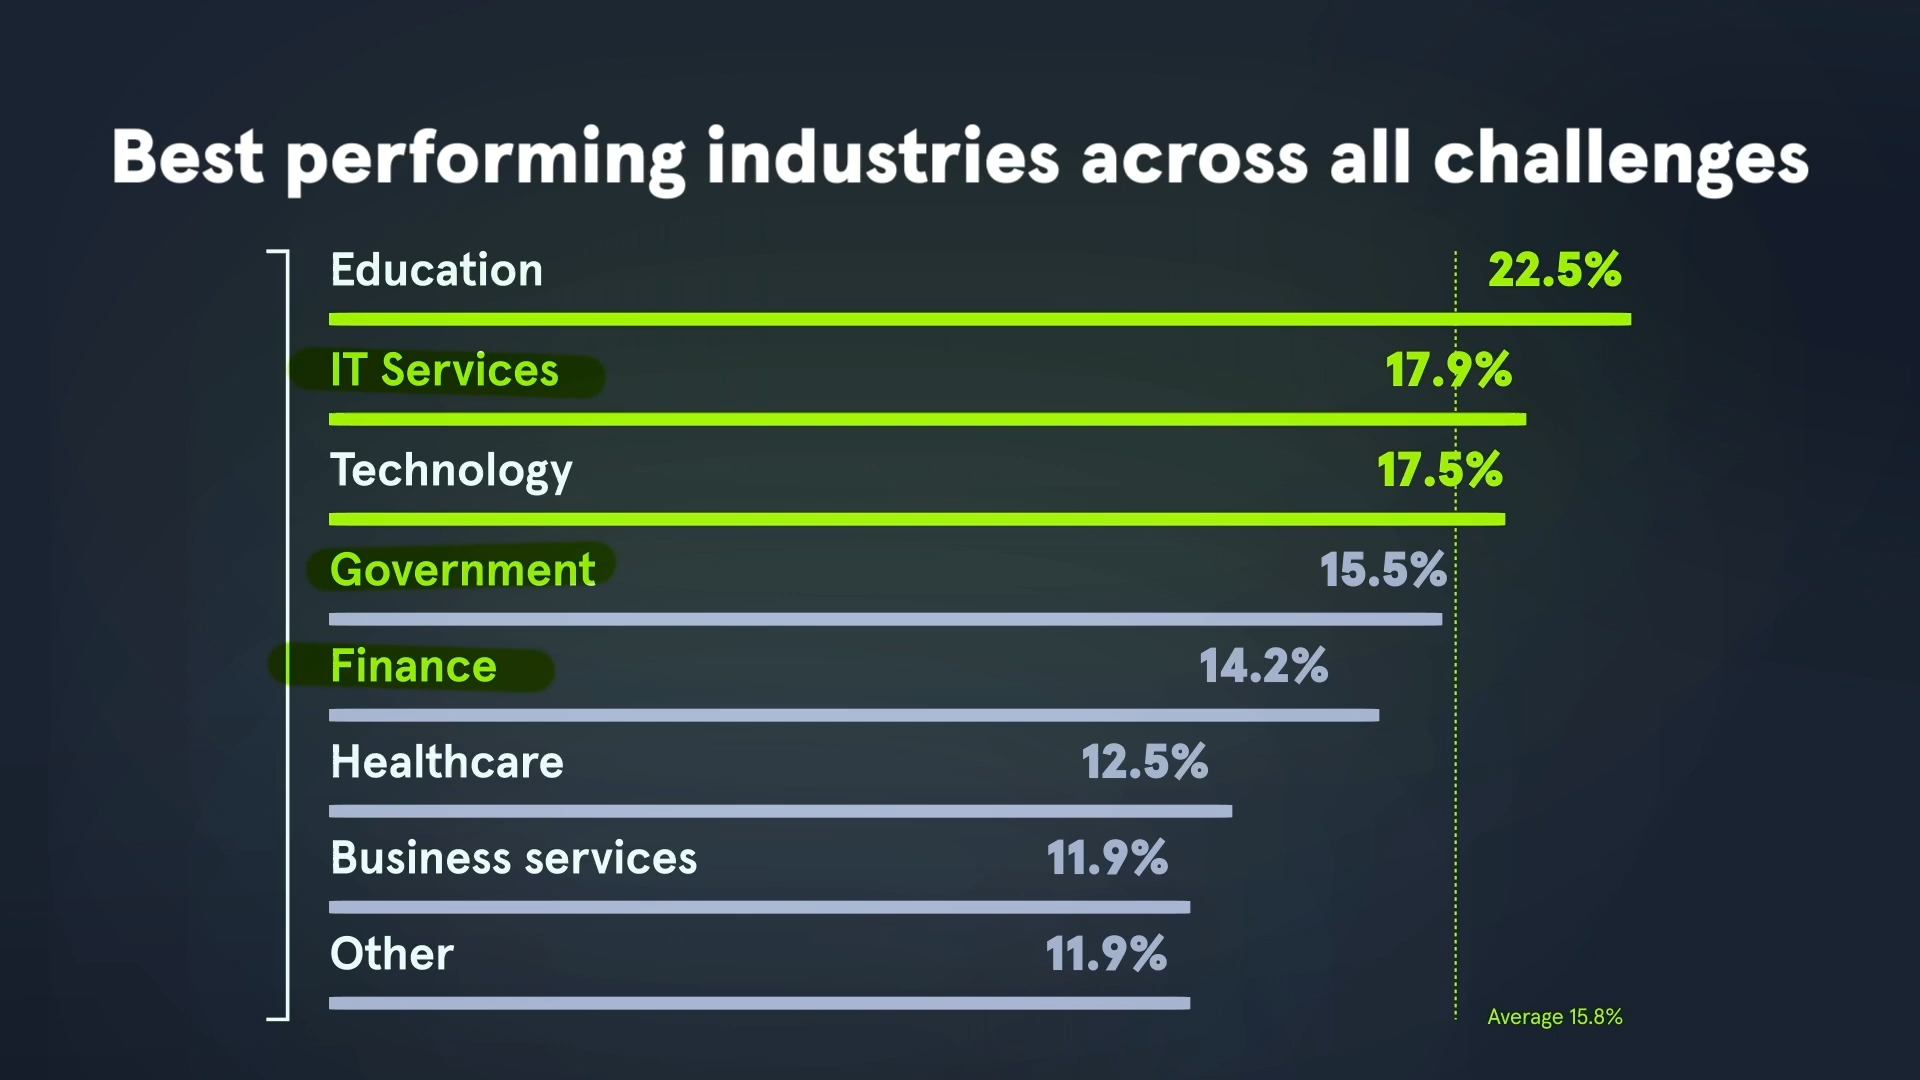 Best performing industries across all challenges
Education 22.5%
IT Services 17.9%
Technology 17.5%
Government 15.5%
Finance 14.2%
Healthcare 12.5%
Business services 11.9%
Other 11.9%
Average 15.8%